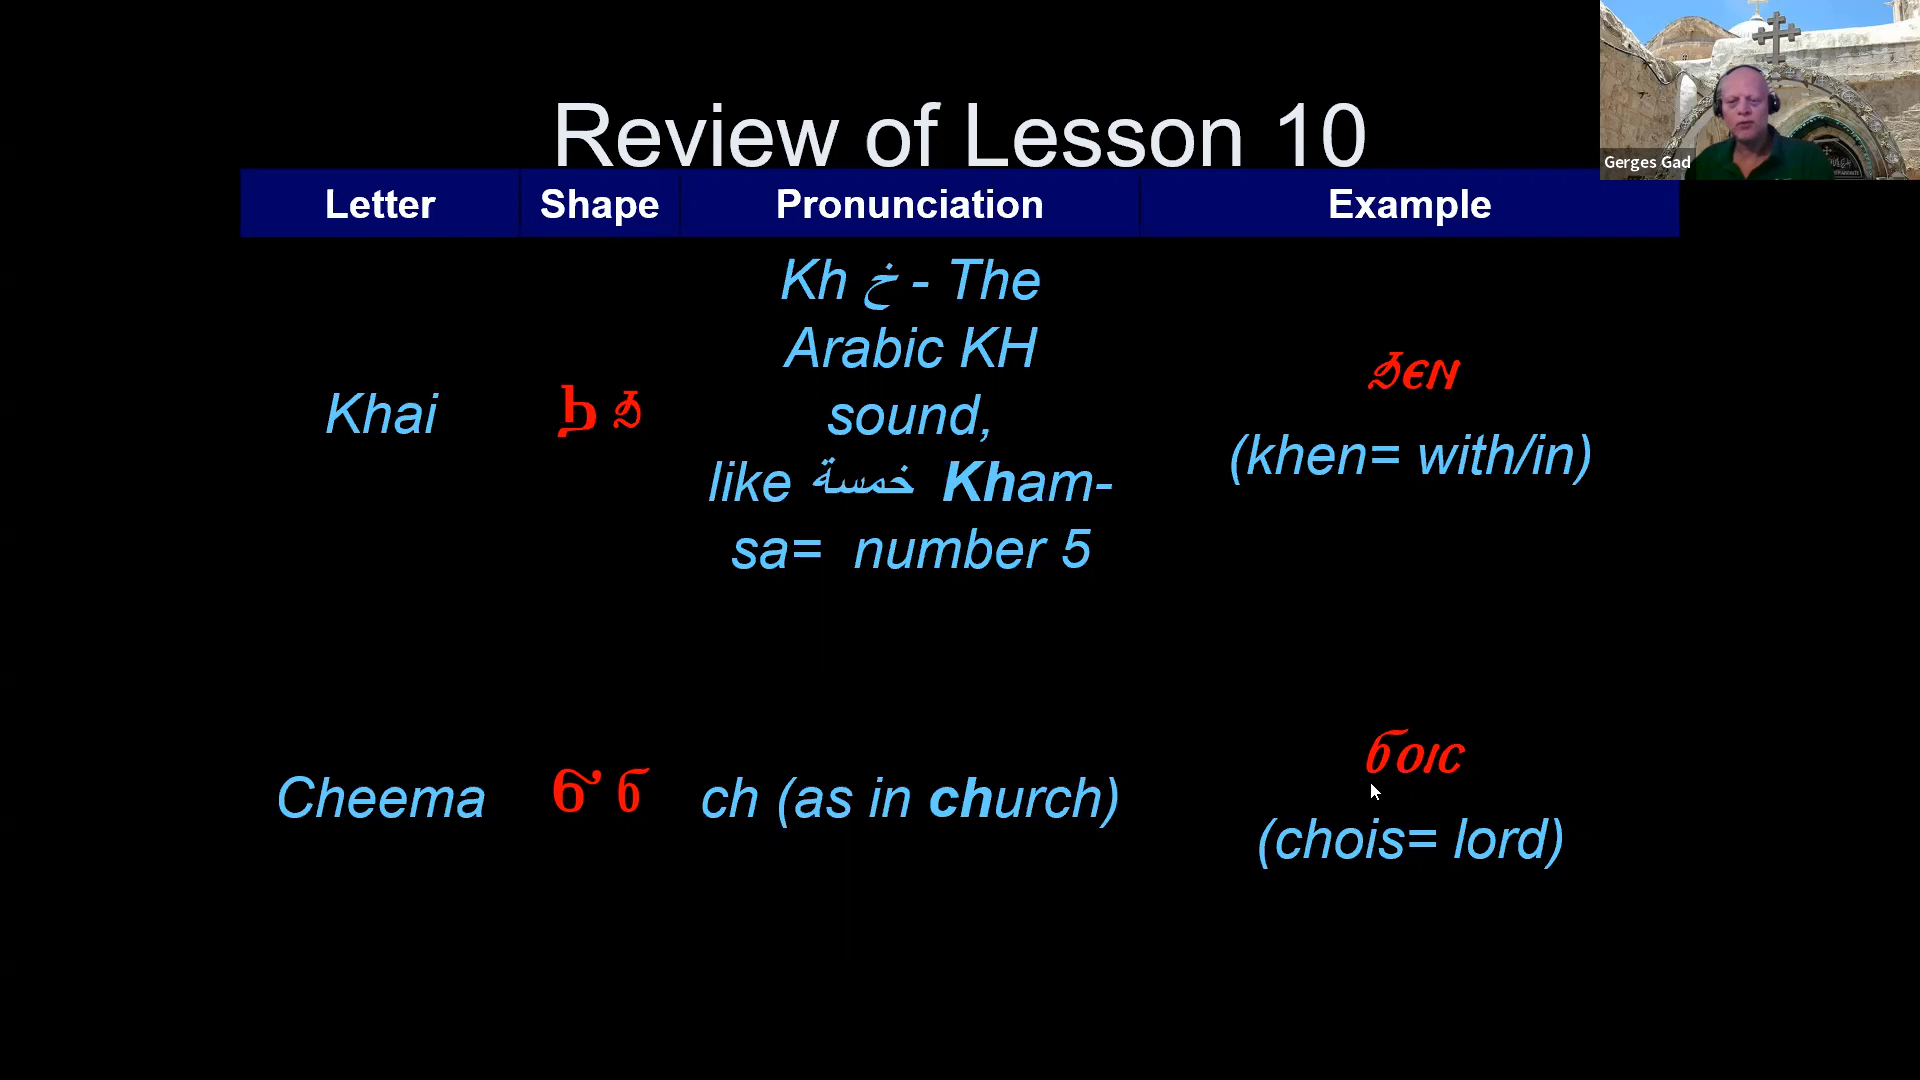 Review of Lesson 10
Gerges Gad
Letter Shape Pronunciation Example
Khai
Ϧ ϧ
Kh خ - The
Arabic KH
sound,
like خمسة Kham-
sa= number 5
ϧⲉⲛ
(khen= with/in)
Cheema
Ϭ ϭ
ch (as in church)
ϭⲟⲓⲥ
(chois= lord)